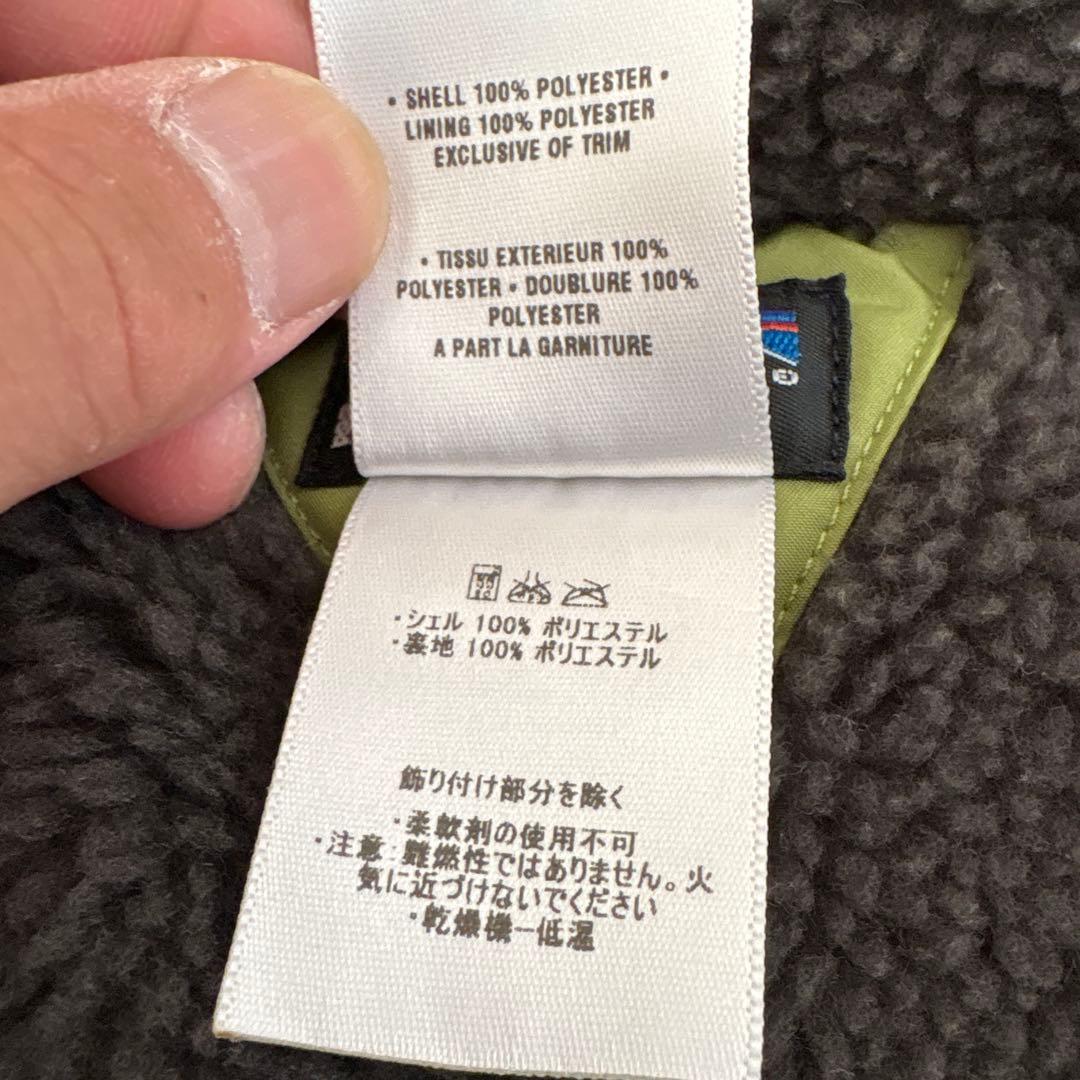 • SHELL 100% POLYESTER •
LINING 100% POLYESTER
EXCLUSIVE OF TRIM
• TISSU EXTERIEUR 100%
POLYESTER • DOUBLURE 100%
POLYESTER
A PART LA GARNITURE
・シェル 100% ポリエステル
・裏地 100% ポリエステル
飾り付け部分を除く
・柔軟剤の使用不可
・注意 難燃性ではありません。火
気に近づけないでください
・乾燥機ー低温